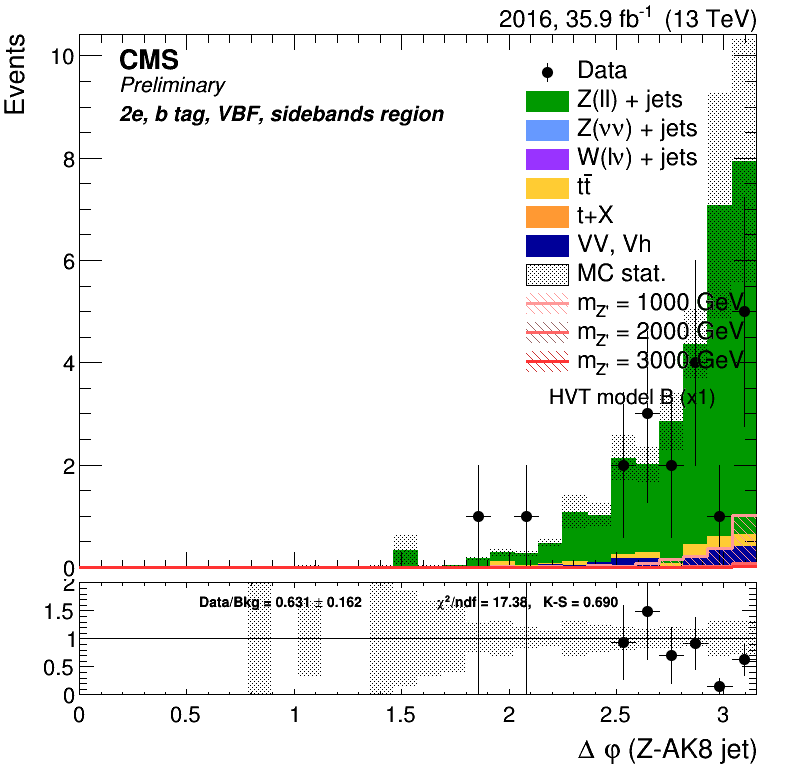 2016, 35.9 fb⁻¹ (13 TeV)
Events
CMS
Preliminary
2e, b tag, VBF, sidebands region
Data
Z(ll) + jets
Z(νν) + jets
W(lν) + jets
tt̄
t+X
VV, Vh
MC stat.
m_Z' = 1000 GeV
m_Z' = 2000 GeV
m_Z' = 3000 GeV
HVT model B (x1)
10
8
6
4
2
0
Data/Bkg = 0.631 ± 0.162
χ²/ndf = 17.38, K-S = 0.690
2
1.5
1
0.5
0
0 0.5 1 1.5 2 2.5 3
Δ φ (Z-AK8 jet)